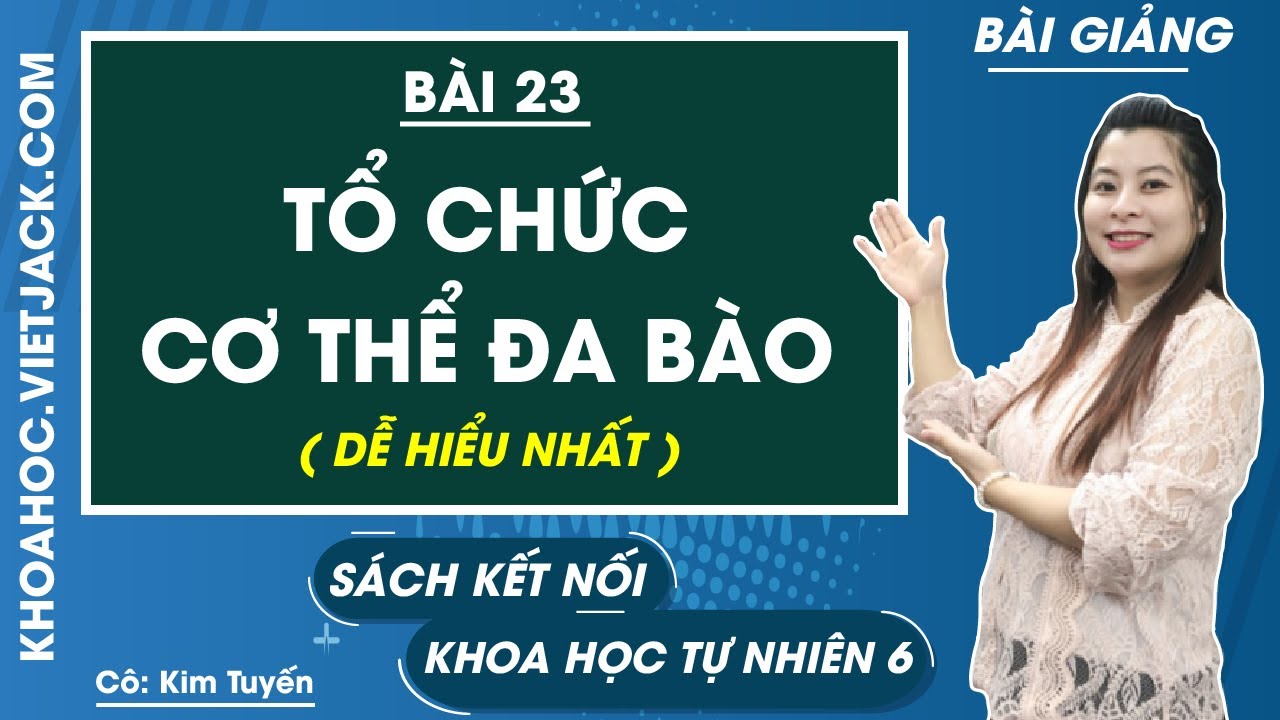 BÀI GIẢNG
KHOAHOC.VIETJACK.COM
BÀI 23
TỔ CHỨC
CƠ THỂ ĐA BÀO
( DỄ HIỂU NHẤT )
SÁCH KẾT NỐI
KHOA HỌC TỰ NHIÊN 6
Cô: Kim Tuyến